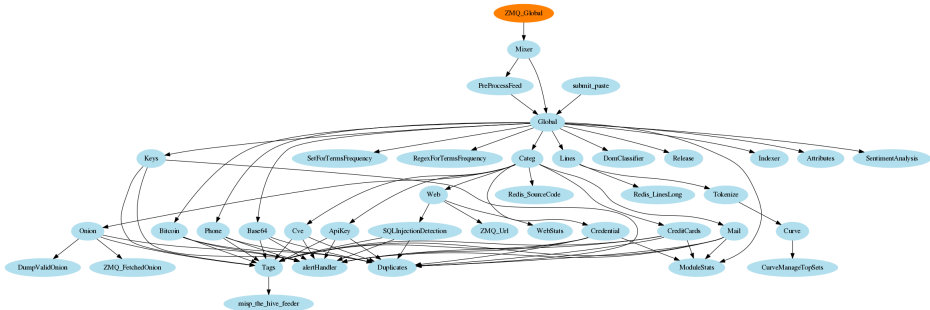 ZMQ_Global
Mixer
PreProcessFeed
submit_paste
Global
Keys
SetForTermsFrequency
RegexForTermsFrequency
Categ
Lines
DomClassifier
Release
Indexer
Attributes
SentimentAnalysis
Web
Redis_SourceCode
Redis_LinesLong
Tokenize
Onion
Bitcoin
Phone
Base64
Cve
ApiKey
SQLInjectionDetection
ZMQ_Url
WebStats
Credential
CreditCards
Mail
Curve
DumpValidOnion
ZMQ_FetchedOnion
Tags
alertHandler
Duplicates
ModuleStats
CurveManageTopSets
misp_the_hive_feeder